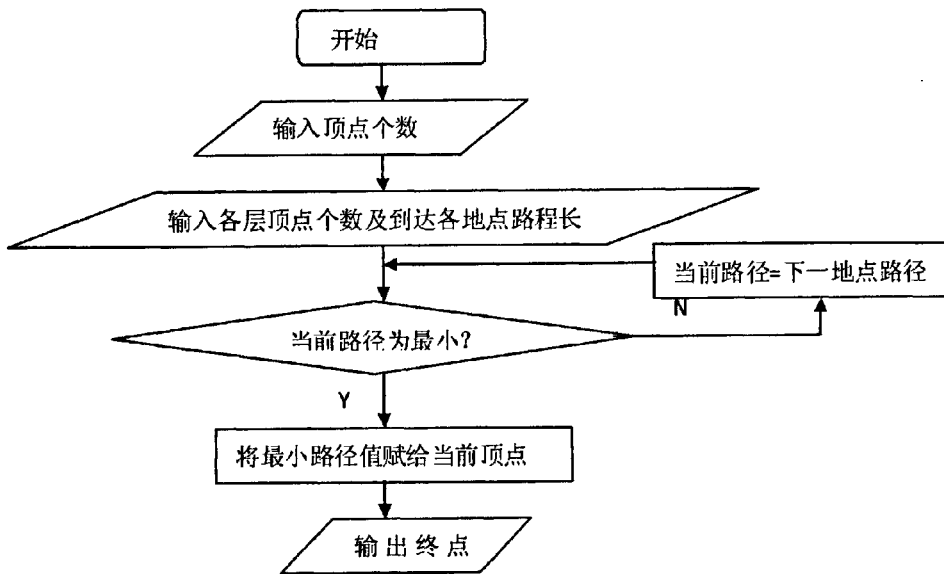 开始
输入顶点个数
输入各层顶点个数及到达各地点路程长
当前路径=下一地点路径
N
当前路径为最小?
Y
将最小路径值赋给当前顶点
输出终点